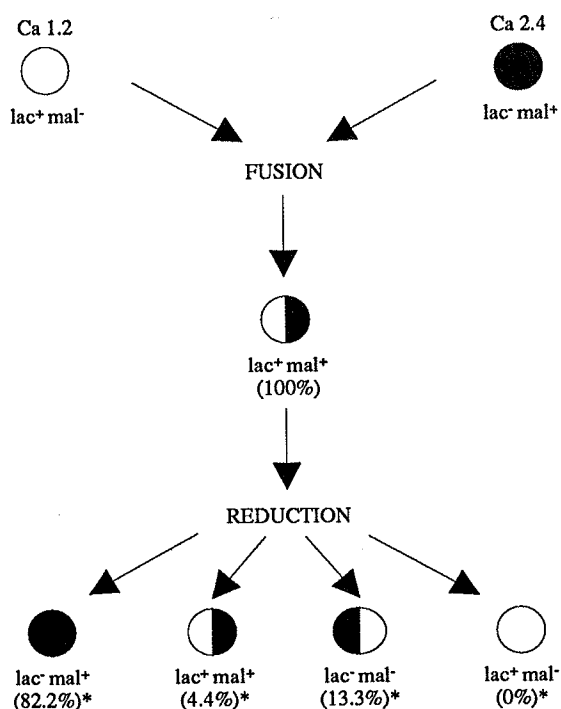 Ca 1.2
Ca 2.4
lac⁺ mal⁻
lac⁻ mal⁺
FUSION
lac⁺ mal⁺
(100%)
REDUCTION
lac⁻ mal⁺
(82.2%)*
lac⁺ mal⁺
(4.4%)*
lac⁻ mal⁻
(13.3%)*
lac⁺ mal⁻
(0%)*